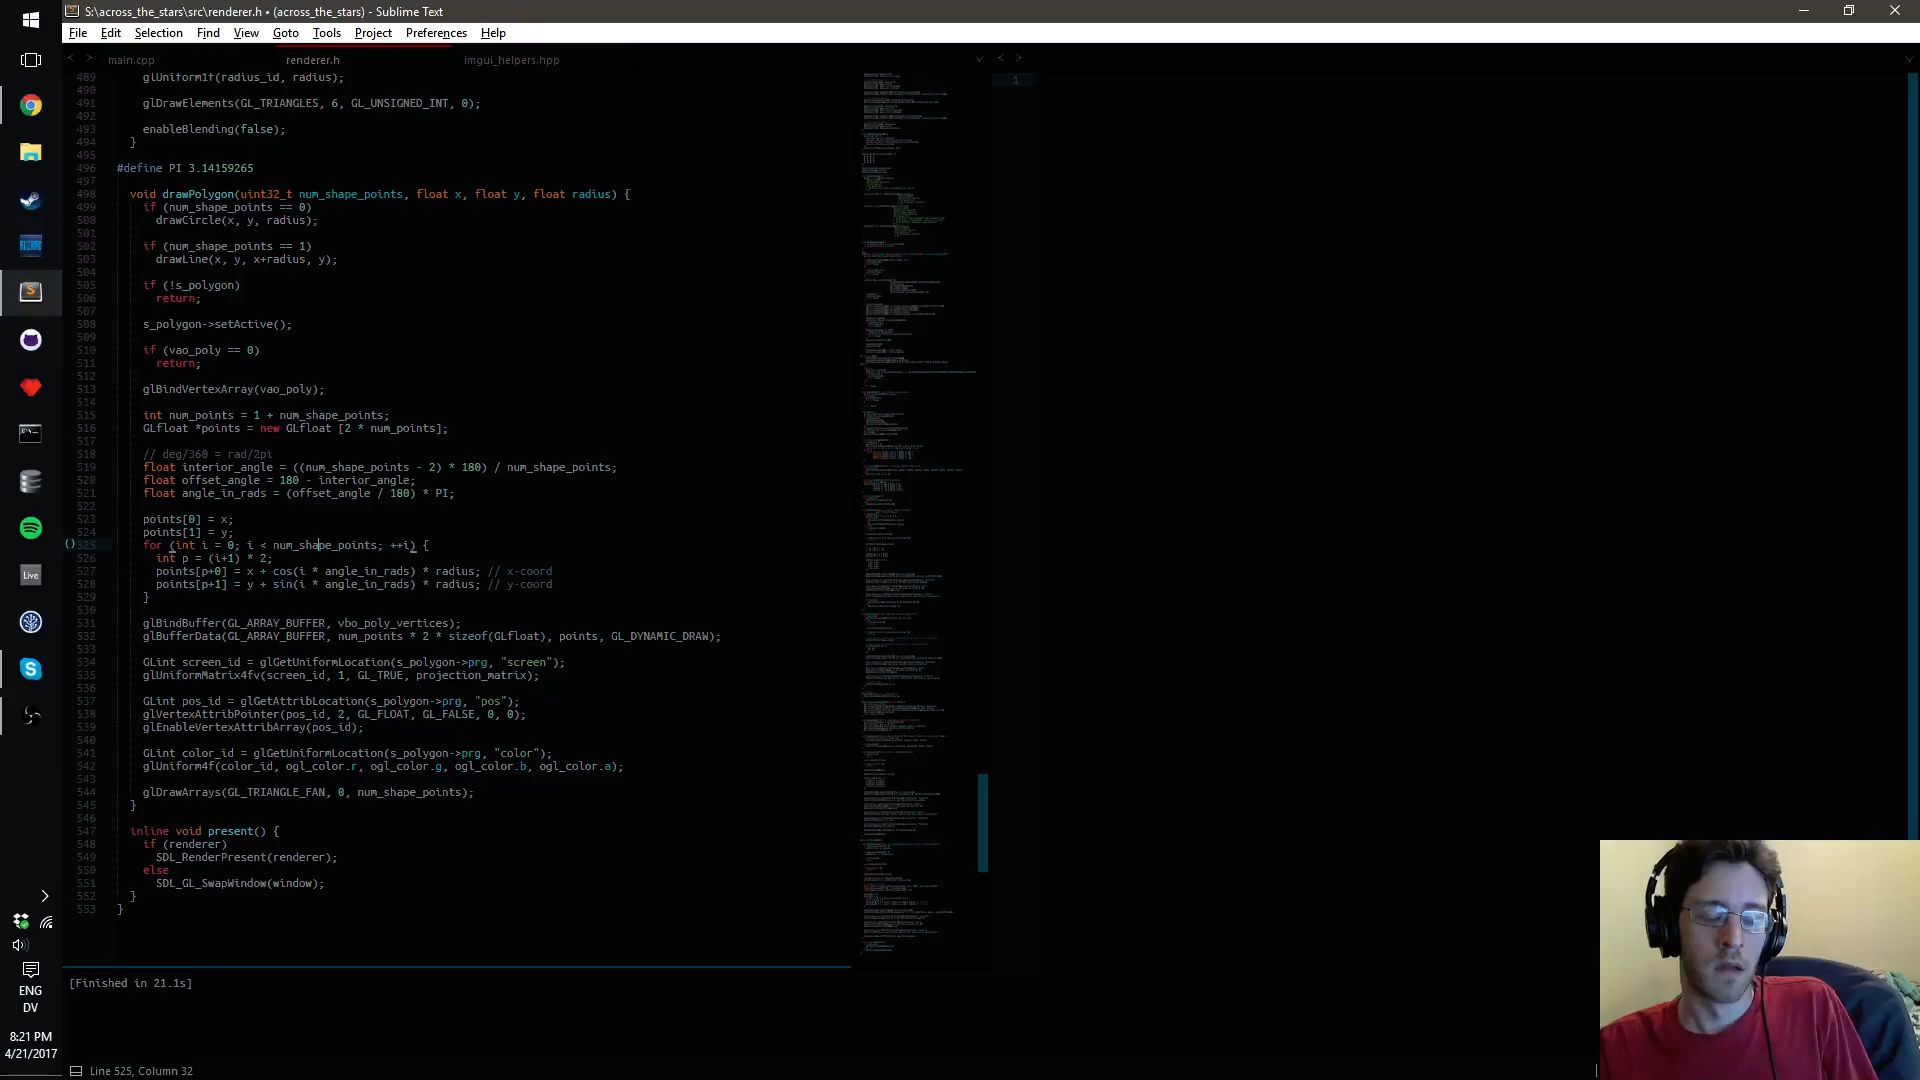 S:\across_the_stars\src\renderer.h • (across_the_stars) - Sublime Text
File Edit Selection Find View Goto Tools Project Preferences Help
main.cpp renderer.h imgui_helpers.hpp
1
489 glUniform1f(radius_id, radius);
490
491 glDrawElements(GL_TRIANGLES, 6, GL_UNSIGNED_INT, 0);
492
493 enableBlending(false);
494 }
495
496 #define PI 3.14159265
497
498 void drawPolygon(uint32_t num_shape_points, float x, float y, float radius) {
499 if (num_shape_points == 0)
500 drawCircle(x, y, radius);
501
502 if (num_shape_points == 1)
503 drawLine(x, y, x+radius, y);
504
505 if (!s_polygon)
506 return;
507
508 s_polygon->setActive();
509
510 if (vao_poly == 0)
511 return;
512
513 glBindVertexArray(vao_poly);
514
515 int num_points = 1 + num_shape_points;
516 GLfloat *points = new GLfloat [2 * num_points];
517
518 // deg/360 = rad/2pi
519 float interior_angle = ((num_shape_points - 2) * 180) / num_shape_points;
520 float offset_angle = 180 - interior_angle;
521 float angle_in_rads = (offset_angle / 180) * PI;
522
523 points[0] = x;
524 points[1] = y;
525 for (int i = 0; i < num_shape_points; ++i) {
526 int p = (i+1) * 2;
527 points[p+0] = x + cos(i * angle_in_rads) * radius; // x-coord
528 points[p+1] = y + sin(i * angle_in_rads) * radius; // y-coord
529 }
530
531 glBindBuffer(GL_ARRAY_BUFFER, vbo_poly_vertices);
532 glBufferData(GL_ARRAY_BUFFER, num_points * 2 * sizeof(GLfloat), points, GL_DYNAMIC_DRAW);
533
534 GLint screen_id = glGetUniformLocation(s_polygon->prg, "screen");
535 glUniformMatrix4fv(screen_id, 1, GL_TRUE, projection_matrix);
536
537 GLint pos_id = glGetAttribLocation(s_polygon->prg, "pos");
538 glVertexAttribPointer(pos_id, 2, GL_FLOAT, GL_FALSE, 0, 0);
539 glEnableVertexAttribArray(pos_id);
540
541 GLint color_id = glGetUniformLocation(s_polygon->prg, "color");
542 glUniform4f(color_id, ogl_color.r, ogl_color.g, ogl_color.b, ogl_color.a);
543
544 glDrawArrays(GL_TRIANGLE_FAN, 0, num_shape_points);
545 }
546
547 inline void present() {
548 if (renderer)
549 SDL_RenderPresent(renderer);
550 else
551 SDL_GL_SwapWindow(window);
552 }
553 }
[Finished in 21.1s]
Live
ENG
DV
8:21 PM
4/21/2017
Line 525, Column 32